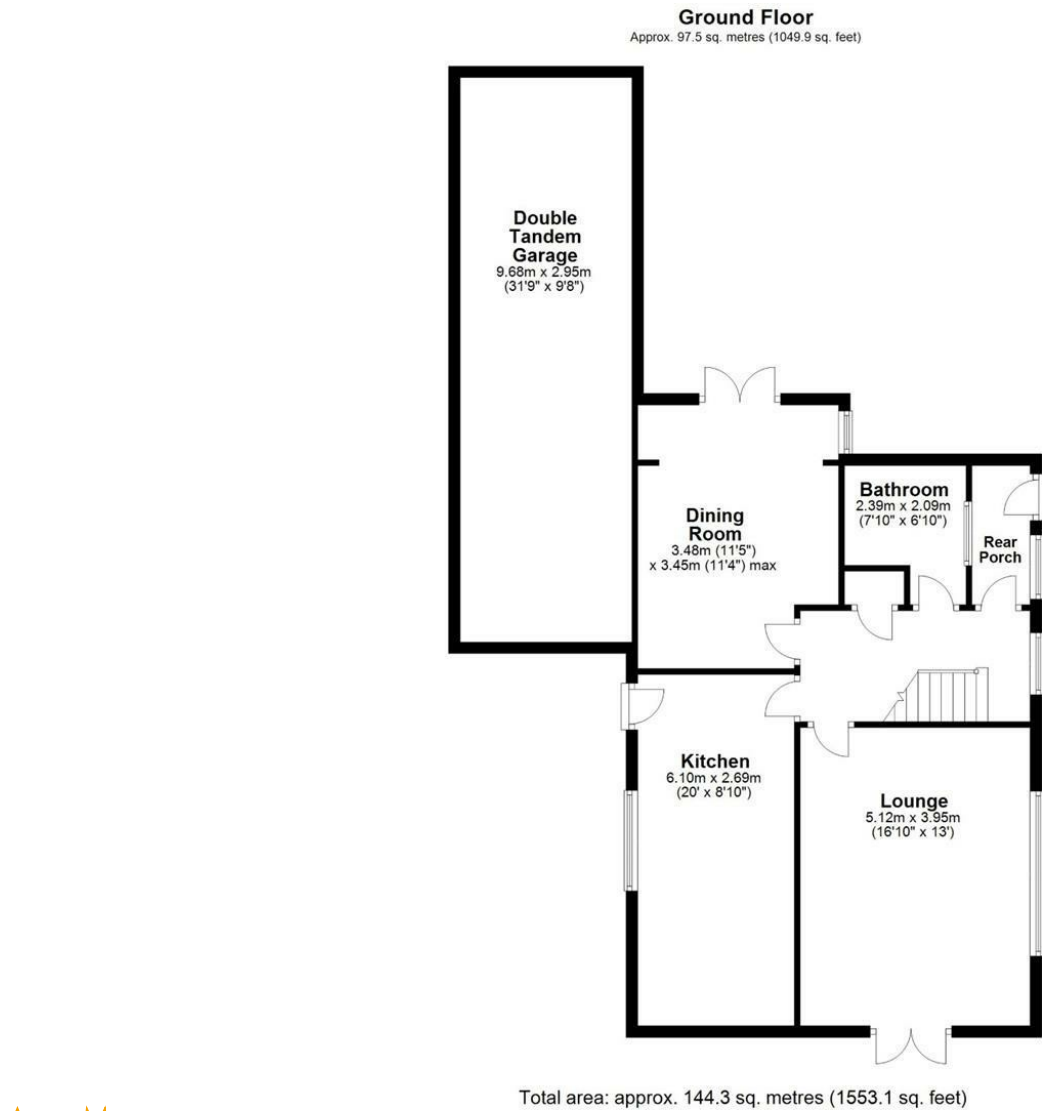 Ground Floor
Approx. 97.5 sq. metres (1049.9 sq. feet)
Double
Tandem
Garage
9.68m x 2.95m
(31'9" x 9'8")
Bathroom
2.39m x 2.09m
(7'10" x 6'10")
Dining
Room
3.48m (11'5")
x 3.45m (11'4") max
Rear
Porch
Kitchen
6.10m x 2.69m
(20' x 8'10")
Lounge
5.12m x 3.95m
(16'10" x 13')
Total area: approx. 144.3 sq. metres (1553.1 sq. feet)